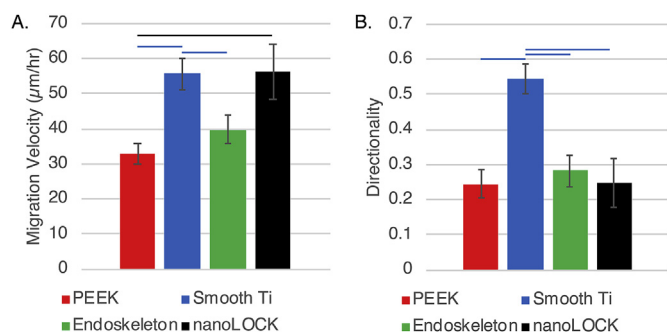 A.
Migration Velocity (µm/hr)
70
60
50
40
30
20
10
0
PEEK Smooth Ti
Endoskeleton nanoLOCK
B.
Directionality
0.7
0.6
0.5
0.4
0.3
0.2
0.1
0
PEEK Smooth Ti
Endoskeleton nanoLOCK